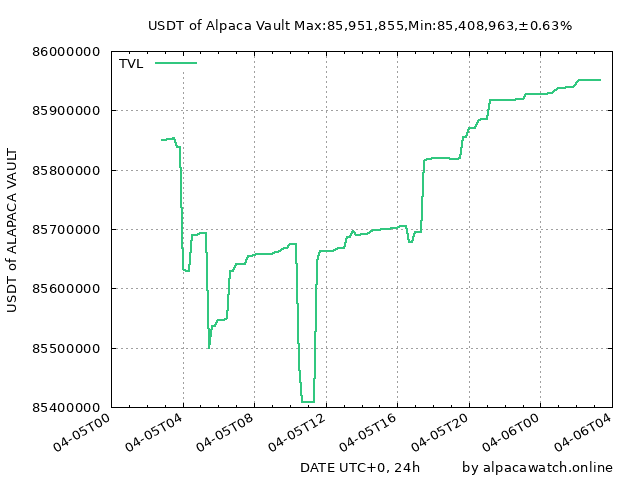 USDT of Alpaca Vault Max:85,951,855,Min:85,408,963,±0.63%
86000000
TVL
85900000
85800000
85700000
85600000
85500000
85400000
USDT of ALAPACA VAULT
04-05T00
04-05T04
04-05T08
04-05T12
04-05T16
04-05T20
04-06T00
04-06T04
DATE UTC+0, 24h
by alpacawatch.online